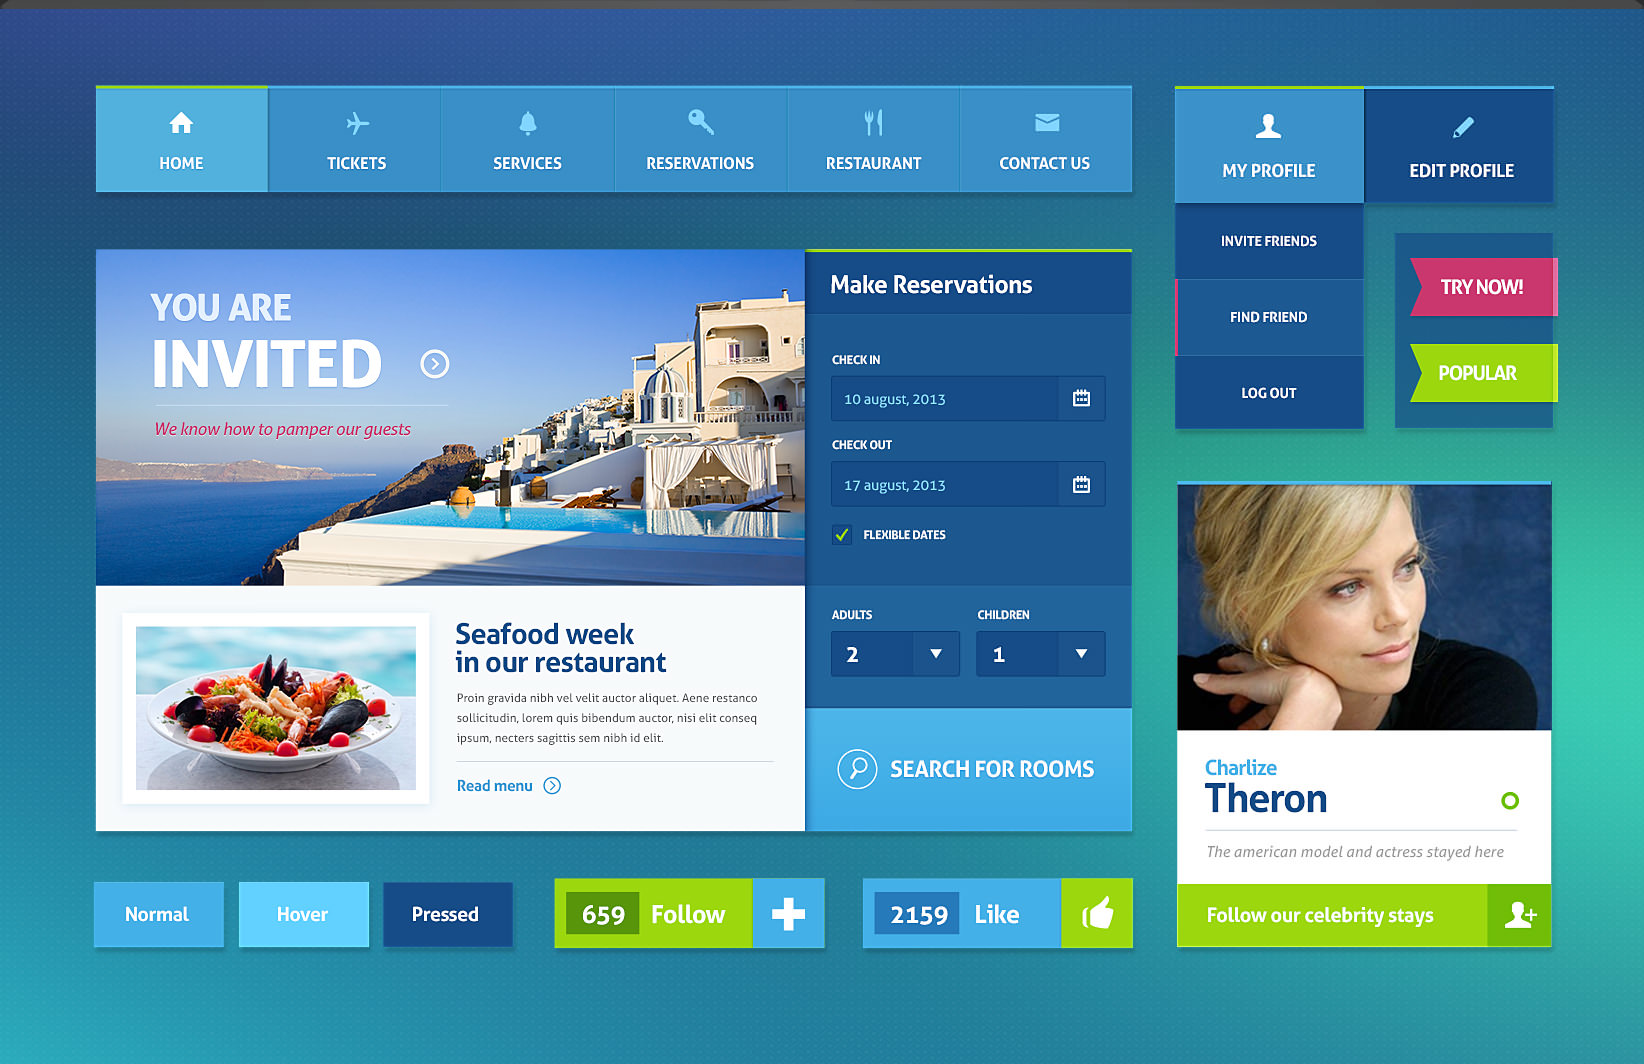 HOME
TICKETS
SERVICES
RESERVATIONS
RESTAURANT
CONTACT US
MY PROFILE
EDIT PROFILE
INVITE FRIENDS
FIND FRIEND
LOG OUT
TRY NOW!
POPULAR
YOU ARE
INVITED
We know how to pamper our guests
Make Reservations
CHECK IN
10 august, 2013
CHECK OUT
17 august, 2013
FLEXIBLE DATES
ADULTS
CHILDREN
2
1
SEARCH FOR ROOMS
Seafood week
in our restaurant
Proin gravida nibh vel velit auctor aliquet. Aene restanco
sollicitudin, lorem quis bibendum auctor, nisi elit conseq
ipsum, necters sagittis sem nibh id elit.
Read menu
Charlize
Theron
The american model and actress stayed here
Follow our celebrity stays
Normal
Hover
Pressed
659 Follow
2159 Like